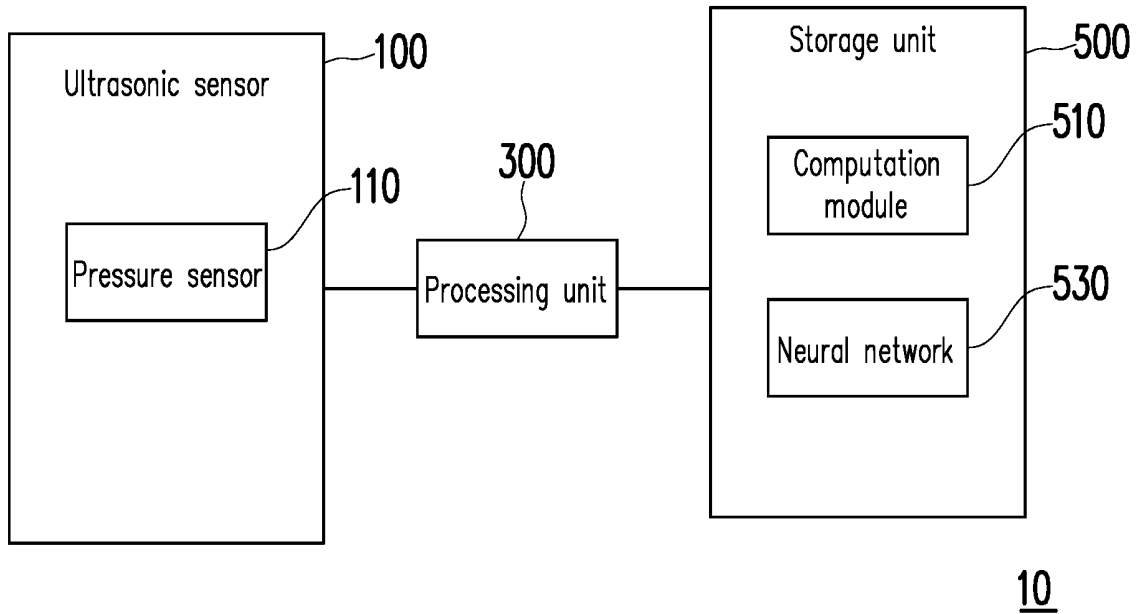 Ultrasonic sensor
100
Pressure sensor
110
300
Processing unit
Storage unit
500
Computation
module
510
Neural network
530
10